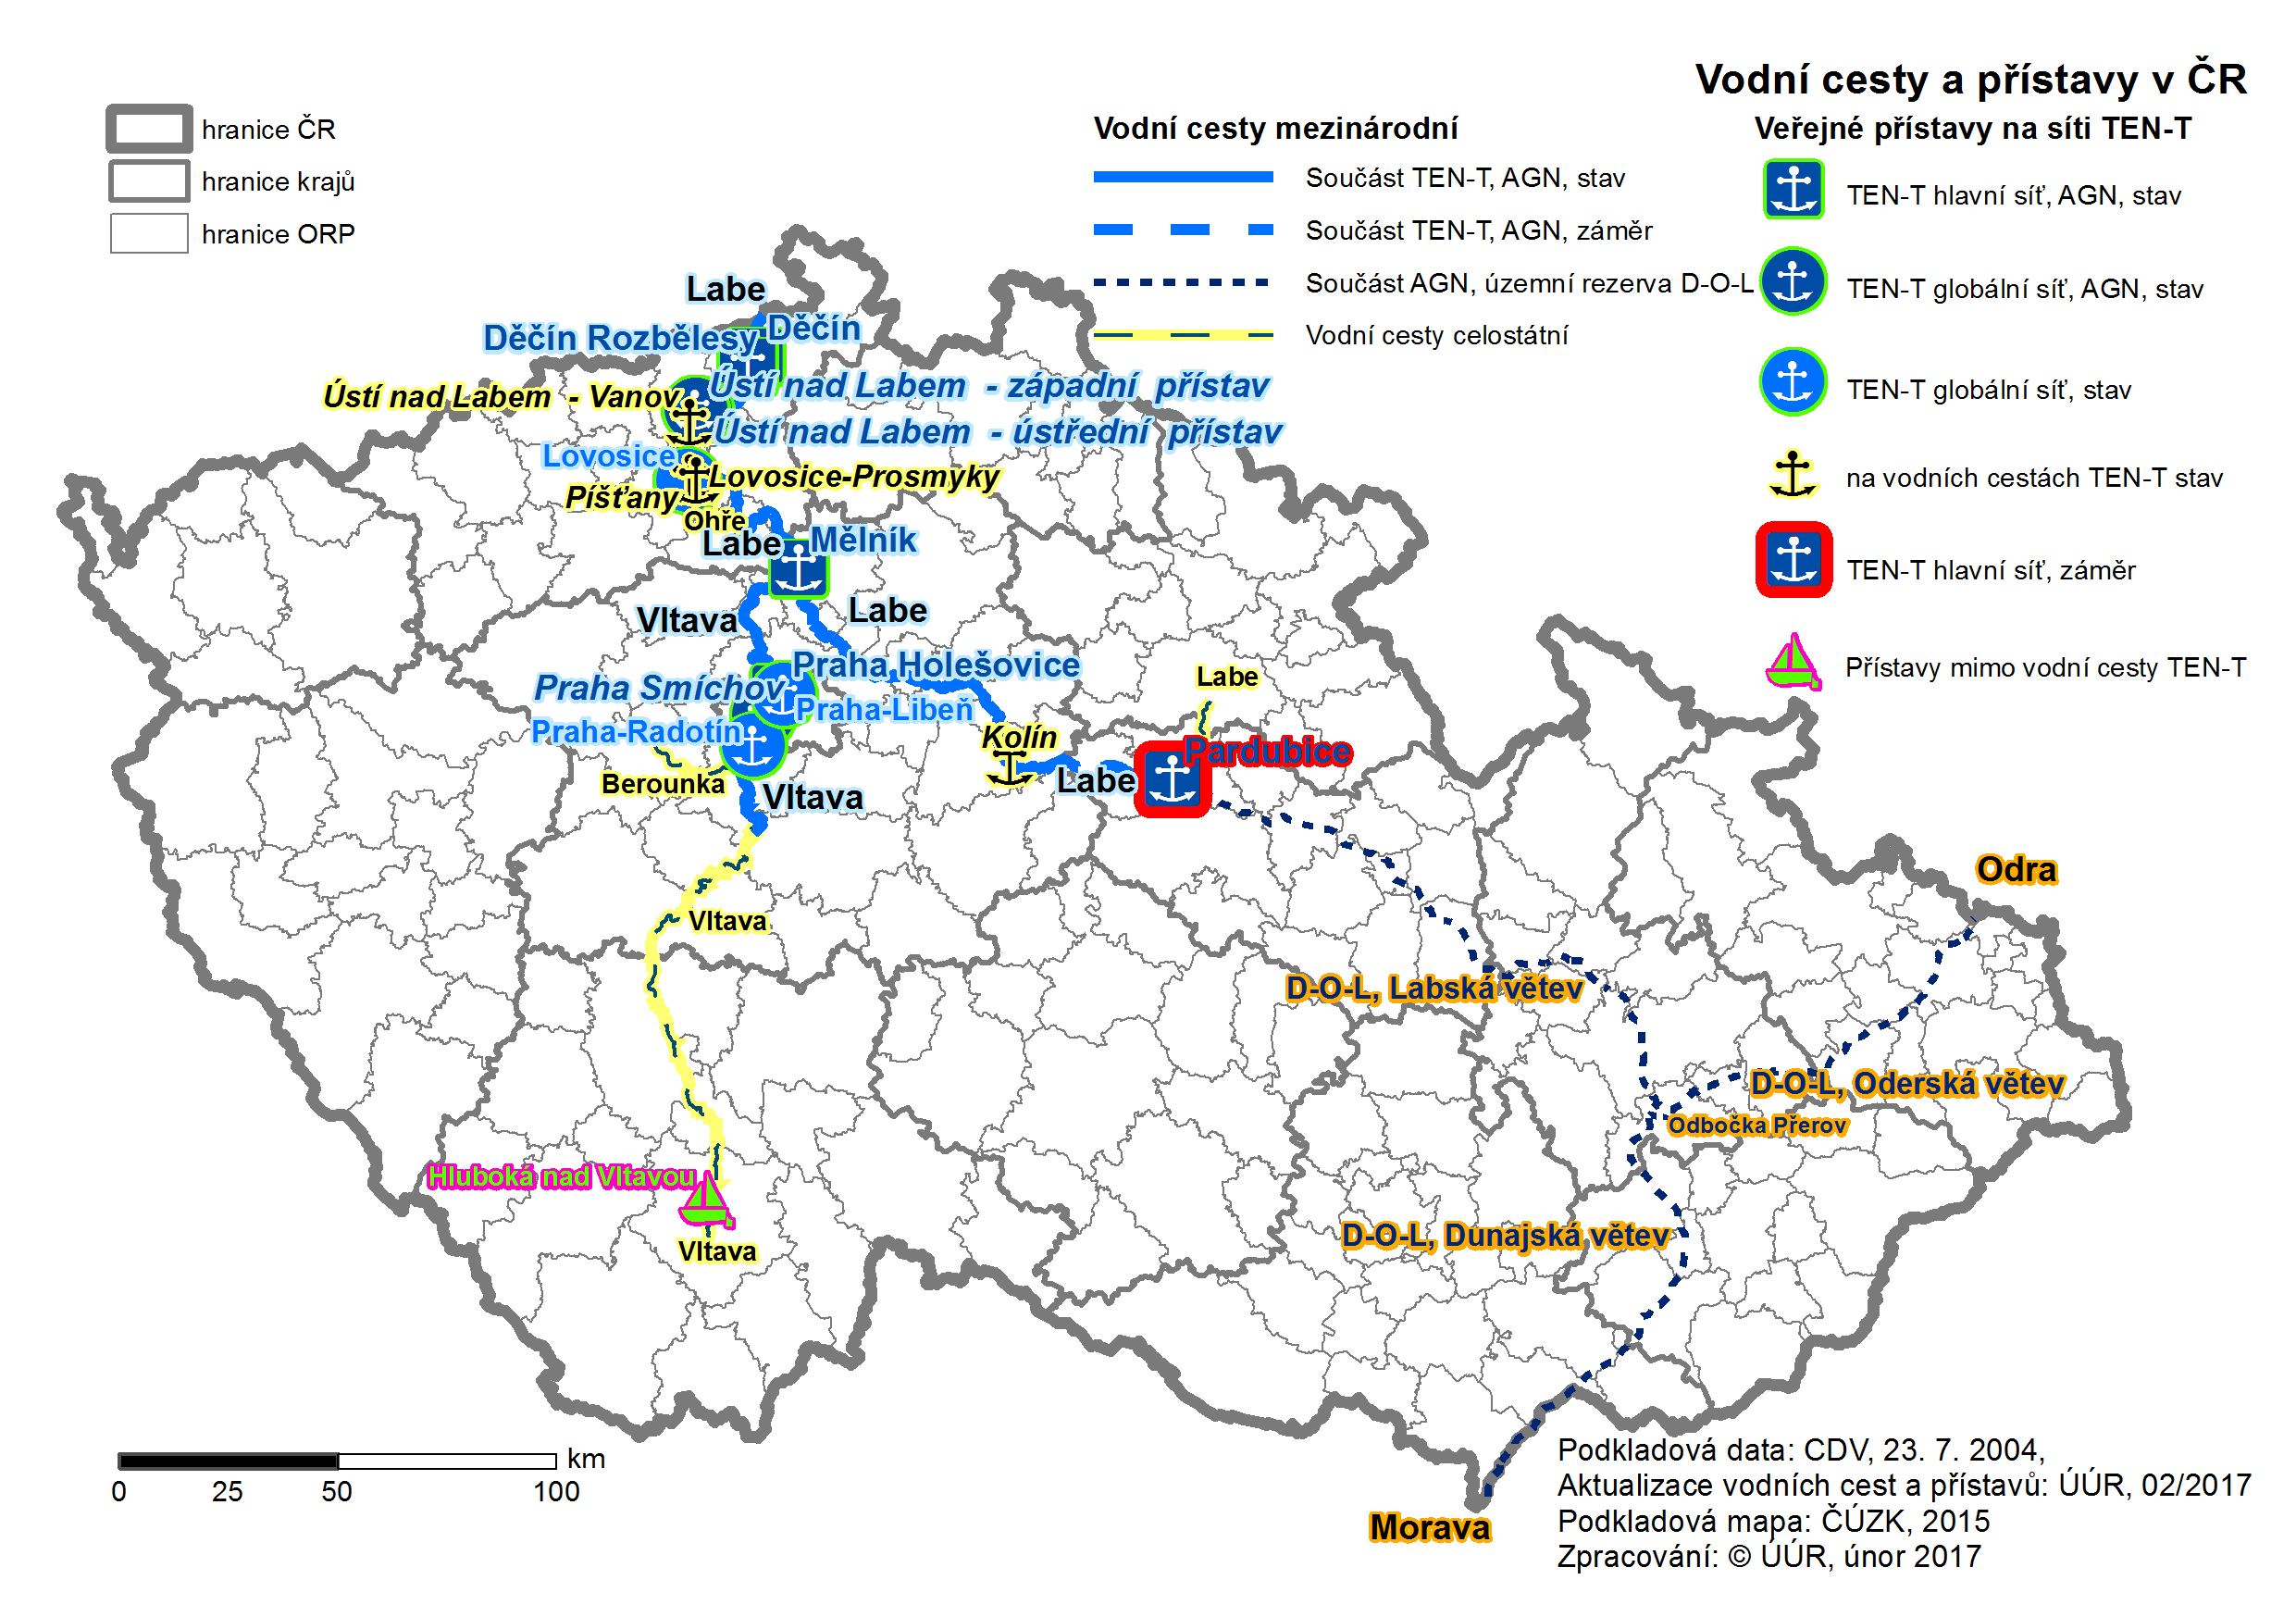 Vodní cesty a přístavy v ČR
hranice ČR
hranice krajů
hranice ORP
Vodní cesty mezinárodní
Součást TEN-T, AGN, stav
Součást TEN-T, AGN, záměr
Součást AGN, územní rezerva D-O-L
Vodní cesty celostátní
Veřejné přístavy na síti TEN-T
TEN-T hlavní síť, AGN, stav
TEN-T globální síť, AGN, stav
TEN-T globální síť, stav
na vodních cestách TEN-T stav
TEN-T hlavní síť, záměr
Přístavy mimo vodní cesty TEN-T
Labe
Děčín Rozbělesy
Děčín
Ústí nad Labem - západní přístav
Ústí nad Labem - Vanov
Ústí nad Labem - ústřední přístav
Lovosice
Lovosice-Prosmyky
Píšťany
Ohře
Labe
Mělník
Labe
Vltava
Praha Holešovice
Praha Smíchov
Praha-Libeň
Praha-Radotín
Berounka
Vltava
Kolín
Labe
Labe
Pardubice
Vltava
Odra
D-O-L, Labská větev
D-O-L, Oderská větev
Odbočka Přerov
Hluboká nad Vltavou
Vltava
D-O-L, Dunajská větev
Morava
km
0 25 50 100
Podkladová data: CDV, 23. 7. 2004,
Aktualizace vodních cest a přístavů: ÚÚR, 02/2017
Podkladová mapa: ČÚZK, 2015
Zpracování: © ÚÚR, únor 2017